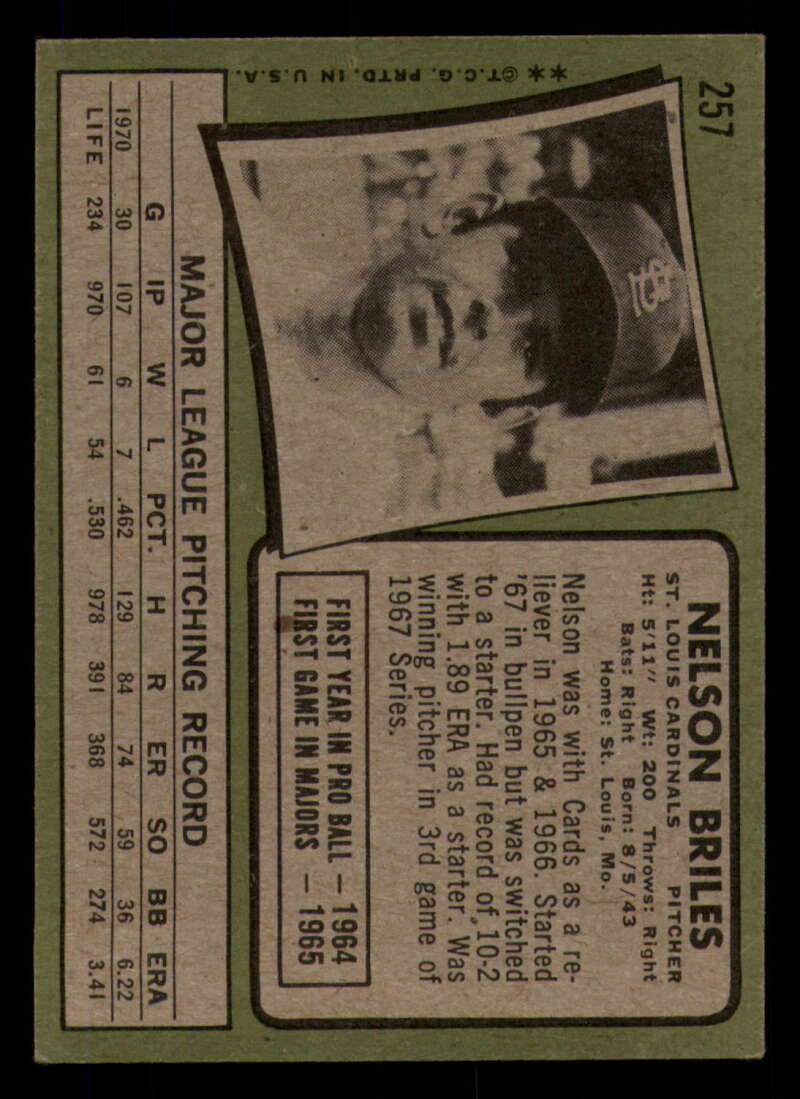 257
NELSON BRILES
ST. LOUIS CARDINALS PITCHER
Ht: 5'11" Wt: 200 Throws: Right
Bats: Right Born: 8/5/43
Home: St. Louis, Mo.
Nelson was with Cards as a re-
liever in 1965 & 1966. Started
'67 in bullpen but was switched
to a starter. Had record of 10-2
with 1.89 ERA as a starter. Was
winning pitcher in 3rd game of
1967 Series.
FIRST YEAR IN PRO BALL — 1964
FIRST GAME IN MAJORS — 1965
MAJOR LEAGUE PITCHING RECORD
G IP W L PCT. H R ER SO BB ERA
1970 30 107 6 7 .462 129 84 74 59 36 6.22
LIFE 234 970 61 54 .530 978 391 368 572 274 3.41
**©T.C.G. PRTD. IN U.S.A.
StL